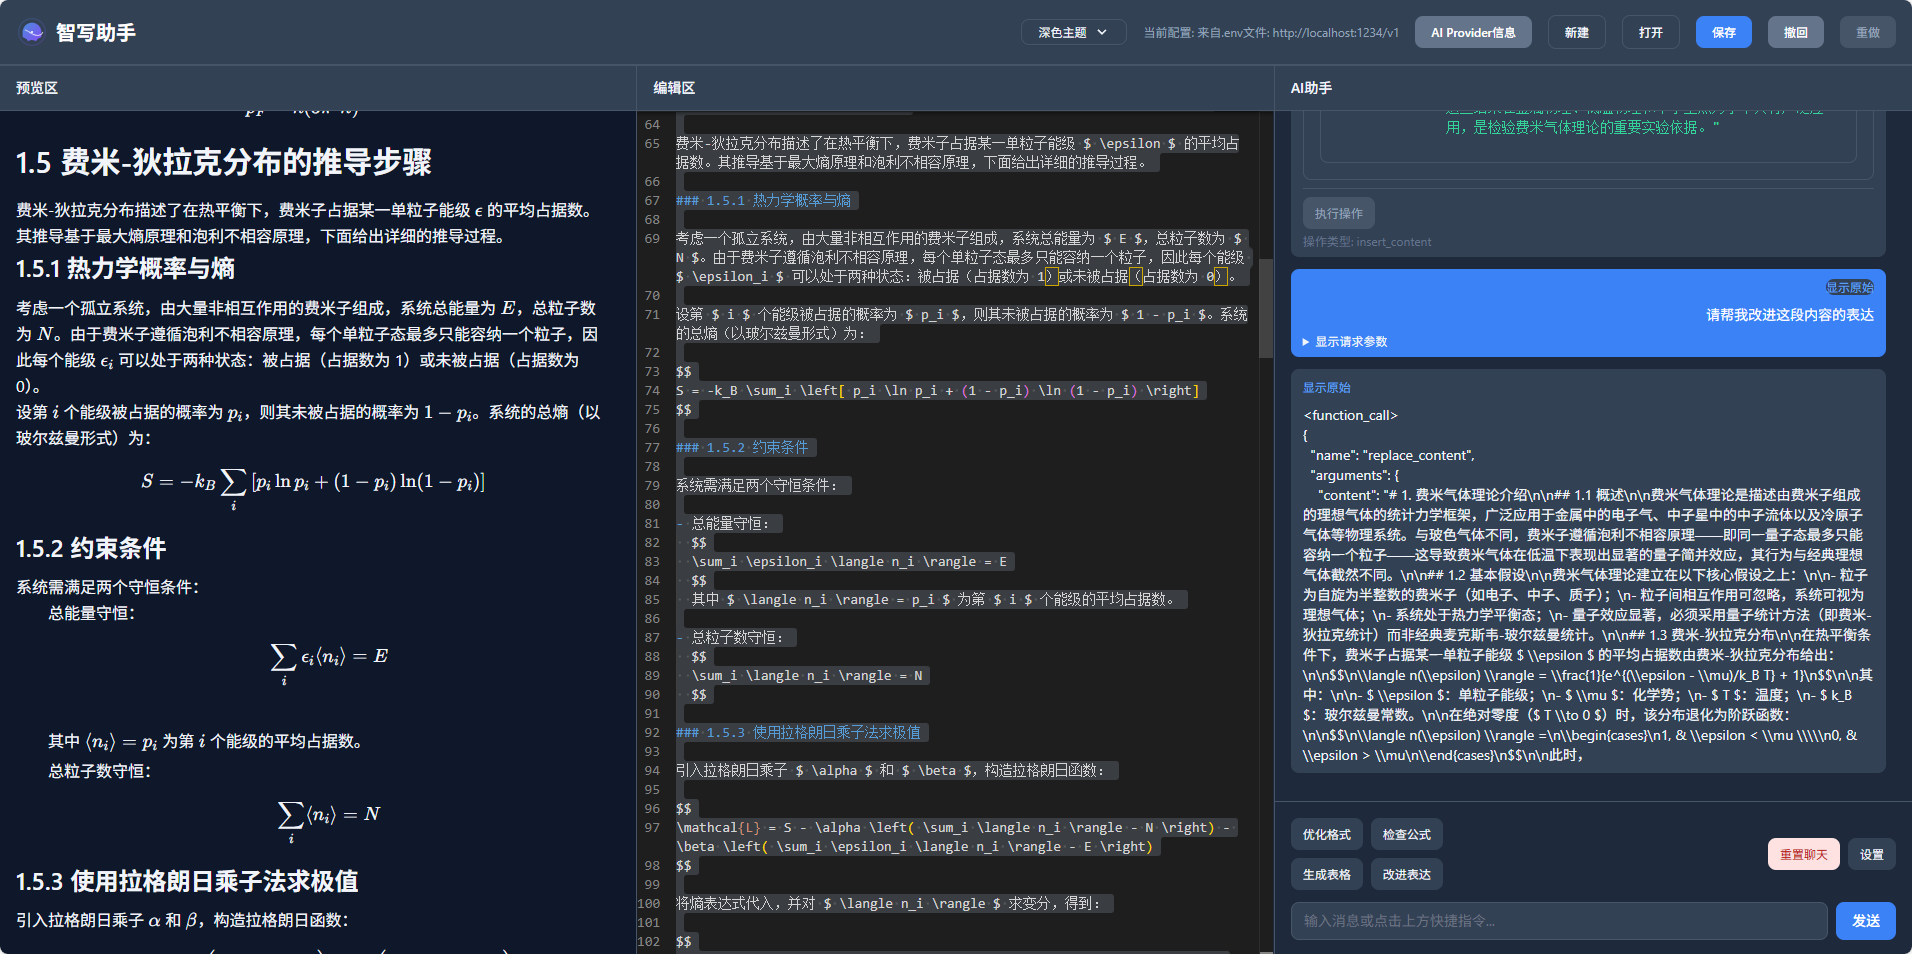 智写助手
深色主题
当前配置: 来自.env文件: http://localhost:1234/v1
AI Provider信息
新建
打开
保存
撤回
重做
预览区
1.5 费米-狄拉克分布的推导步骤
费米-狄拉克分布描述了在热平衡下，费米子占据某一单粒子能级 ϵ 的平均占据数。
其推导基于最大熵原理和泡利不相容原理，下面给出详细的推导过程。
1.5.1 热力学概率与熵
考虑一个孤立系统，由大量非相互作用的费米子组成，系统总能量为 E，总粒子数
为 N。由于费米子遵循泡利不相容原理，每个单粒子态最多只能容纳一个粒子，因
此每个能级 ϵ_i 可以处于两种状态：被占据（占据数为 1）或未被占据（占据数为
0）。
设第 i 个能级被占据的概率为 p_i，则其未被占据的概率为 1 − p_i。系统的总熵（以
玻尔兹曼形式）为：
S = −k_B ∑_i [p_i ln p_i + (1 − p_i) ln(1 − p_i)]
1.5.2 约束条件
系统需满足两个守恒条件：
总能量守恒：
∑_i ϵ_i⟨n_i⟩ = E
其中 ⟨n_i⟩ = p_i 为第 i 个能级的平均占据数。
总粒子数守恒：
∑_i ⟨n_i⟩ = N
1.5.3 使用拉格朗日乘子法求极值
引入拉格朗日乘子 α 和 β，构造拉格朗日函数：
编辑区
64
65 费米-狄拉克分布描述了在热平衡下，费米子占据某一单粒子能级 $ \epsilon $ 的平均占
据数。其推导基于最大熵原理和泡利不相容原理，下面给出详细的推导过程。
66
67 ### 1.5.1 热力学概率与熵
68
69 考虑一个孤立系统，由大量非相互作用的费米子组成，系统总能量为 $ E $，总粒子数为 $
N $。由于费米子遵循泡利不相容原理，每个单粒子态最多只能容纳一个粒子，因此每个能级
$ \epsilon_i $ 可以处于两种状态：被占据（占据数为 1）或未被占据（占据数为 0）。
70
71 设第 $ i $ 个能级被占据的概率为 $ p_i $，则其未被占据的概率为 $ 1 - p_i $。系统
的总熵（以玻尔兹曼形式）为：
72
73 $$
74 S = -k_B \sum_i \left[ p_i \ln p_i + (1 - p_i) \ln (1 - p_i) \right]
75 $$
76
77 ### 1.5.2 约束条件
78
79 系统需满足两个守恒条件：
80
81 - 总能量守恒：
82 $$
83 \sum_i \epsilon_i \langle n_i \rangle = E
84 $$
85 其中 $ \langle n_i \rangle = p_i $ 为第 $ i $ 个能级的平均占据数。
86
87 - 总粒子数守恒：
88 $$
89 \sum_i \langle n_i \rangle = N
90 $$
91
92 ### 1.5.3 使用拉格朗日乘子法求极值
93
94 引入拉格朗日乘子 $ \alpha $ 和 $ \beta $，构造拉格朗日函数：
95
96 $$
97 \mathcal{L} = S - \alpha \left( \sum_i \langle n_i \rangle - N \right) -
\beta \left( \sum_i \epsilon_i \langle n_i \rangle - E \right)
98 $$
99
100 将熵表达式代入，并对 $ \langle n_i \rangle $ 求变分，得到：
101
102 $$
AI助手
用，是检验费米气体理论的重要实验依据。"
执行操作
操作类型: insert_content
显示原始
请帮我改进这段内容的表达
▶ 显示请求参数
显示原始
<function_call>
{
"name": "replace_content",
"arguments": {
"content": "# 1. 费米气体理论介绍\n\n## 1.1 概述\n\n费米气体理论是描述由费米子组成
的理想气体的统计力学框架，广泛应用于金属中的电子气、中子星中的中子流体以及冷原子
气体等物理系统。与玻色气体不同，费米子遵循泡利不相容原理——即同一量子态最多只能
容纳一个粒子——这导致费米气体在低温下表现出显著的量子简并效应，其行为与经典理想
气体截然不同。\n\n## 1.2 基本假设\n\n费米气体理论建立在以下核心假设之上：\n\n- 粒子
为自旋为半整数的费米子（如电子、中子、质子）；\n- 粒子间相互作用可忽略，系统可视为
理想气体；\n- 系统处于热力学平衡态；\n- 量子效应显著，必须采用量子统计方法（即费米-
狄拉克统计）而非经典麦克斯韦-玻尔兹曼统计。\n\n## 1.3 费米-狄拉克分布\n\n在热平衡条
件下，费米子占据某一单粒子能级 $ \\epsilon $ 的平均占据数由费米-狄拉克分布给出：
\n\n$$\n\\langle n(\\epsilon) \\rangle = \\frac{1}{e^{(\\epsilon - \\mu)/k_B T} + 1}\n$$\n\n其
中：\n\n- $ \\epsilon $：单粒子能级；\n- $ \\mu $：化学势；\n- $ T $：温度；\n- $ k_B
$：玻尔兹曼常数。\n\n在绝对零度（$ T \\to 0 $）时，该分布退化为阶跃函数：
\n\n$$\n\\langle n(\\epsilon) \\rangle =\n\\begin{cases}\n1, & \\epsilon < \\mu \\\\\n0, &
\\epsilon > \\mu\n\\end{cases}\n$$\n\n此时，
优化格式
检查公式
生成表格
改进表达
重置聊天
设置
输入消息或点击上方快捷指令...
发送